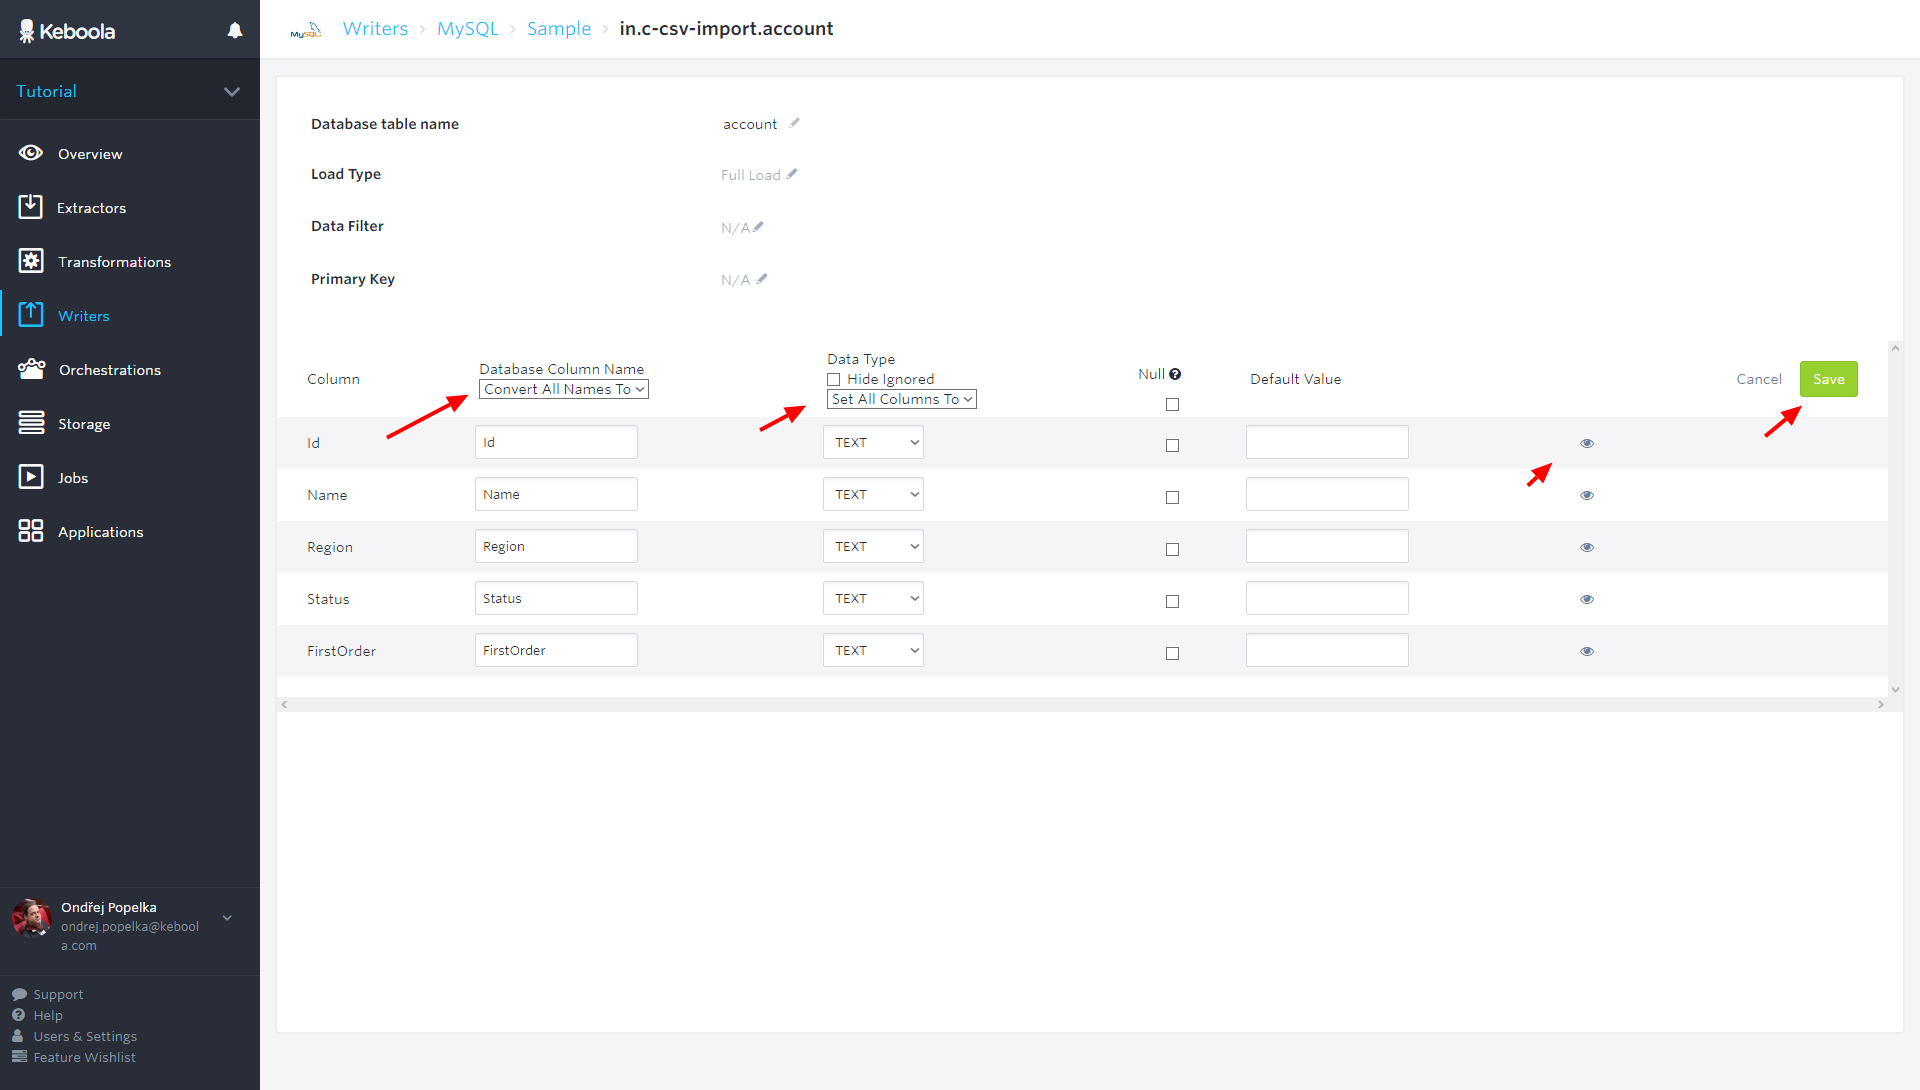 Keboola
Tutorial
Overview
Extractors
Transformations
Writers
Orchestrations
Storage
Jobs
Applications
Ondřej Popelka
ondrej.popelka@kebool
a.com
Support
Help
Users & Settings
Feature Wishlist
MySQL Writers › MySQL › Sample › in.c-csv-import.account
Database table name account
Load Type Full Load
Data Filter N/A
Primary Key N/A
Column
Database Column Name
Convert All Names To
Data Type
Hide Ignored
Set All Columns To
Null ?
Default Value
Cancel
Save
Id Id TEXT
Name Name TEXT
Region Region TEXT
Status Status TEXT
FirstOrder FirstOrder TEXT